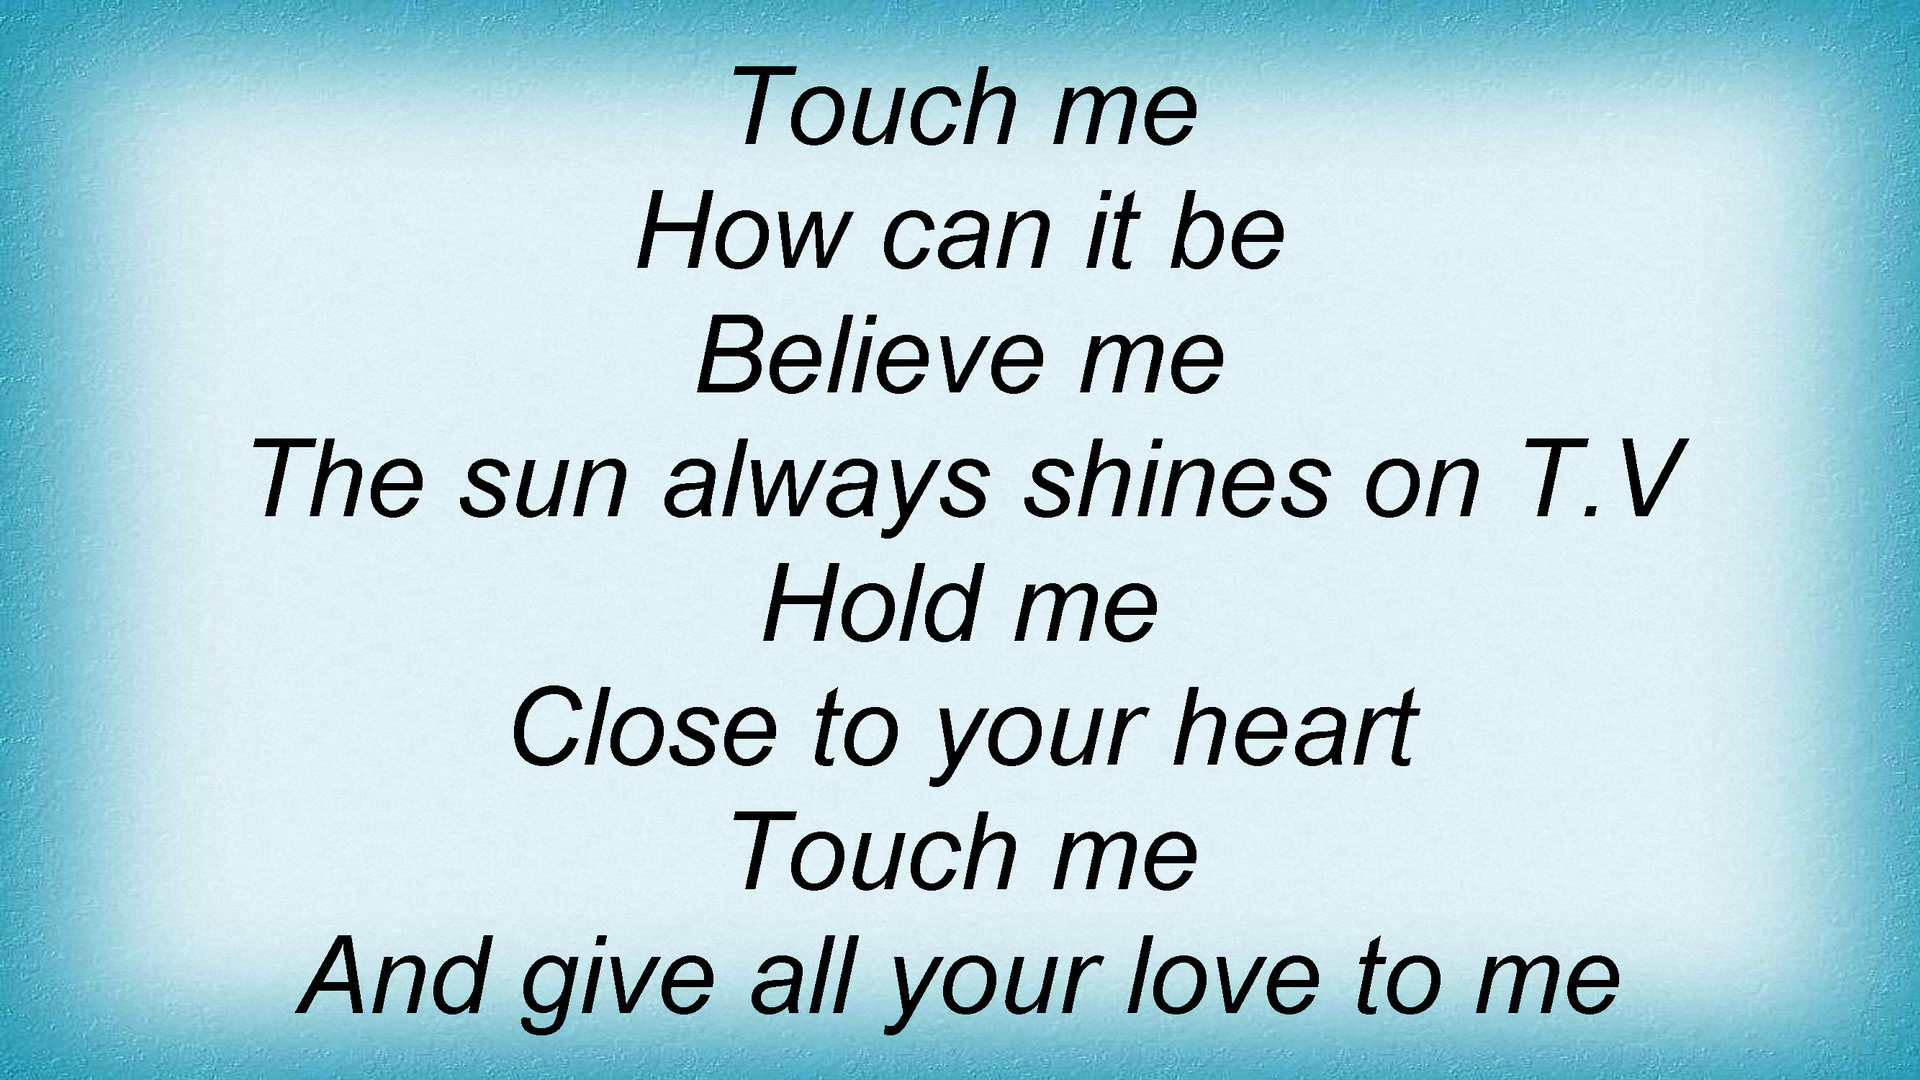 Touch me
How can it be
Believe me
The sun always shines on T.V
Hold me
Close to your heart
Touch me
And give all your love to me